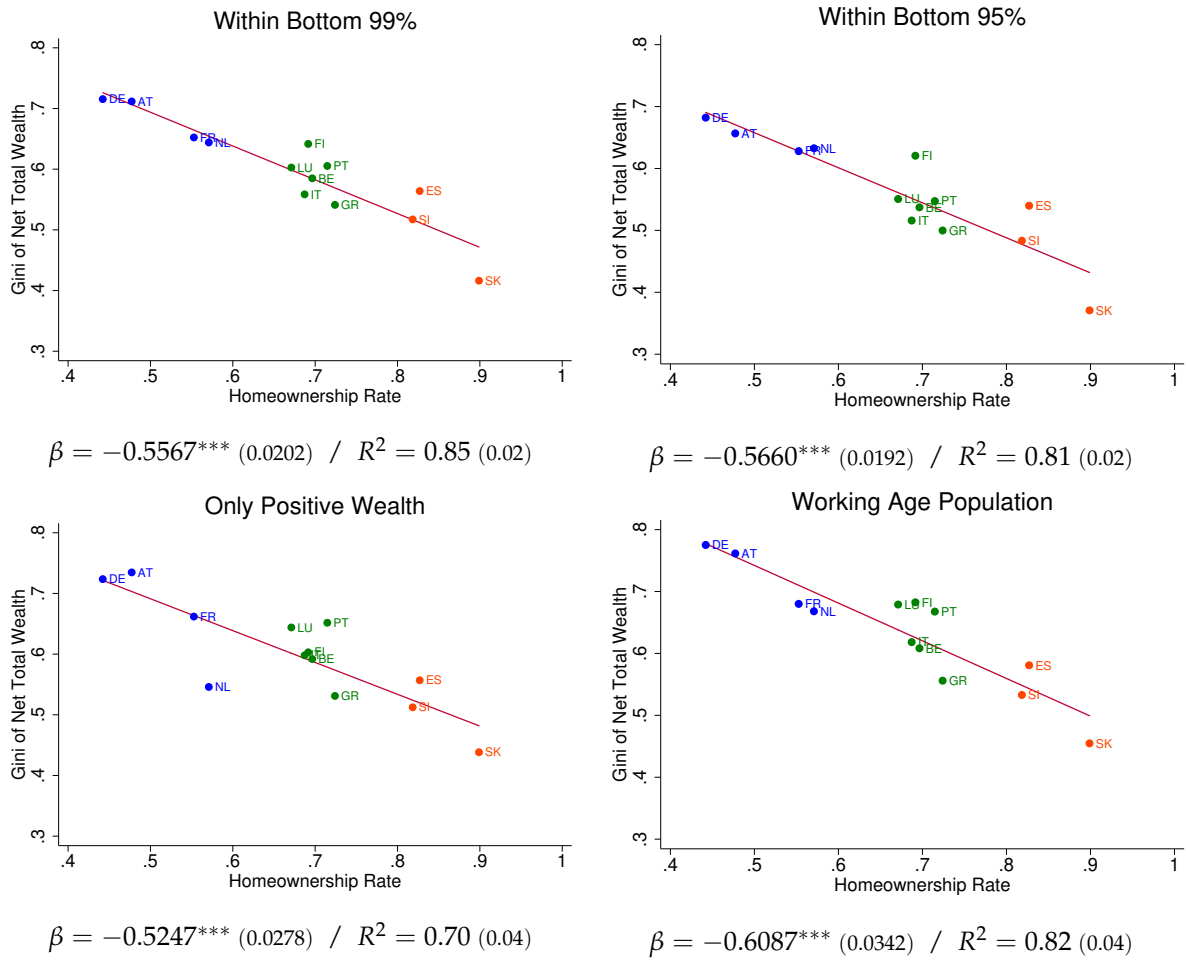 Within Bottom 99%
Gini of Net Total Wealth
.8
.7
.6
.5
.4
.3
DE
AT
FR
NL
FI
LU
PT
BE
IT
GR
ES
SI
SK
.4 .5 .6 .7 .8 .9 1
Homeownership Rate
β = −0.5567*** (0.0202) / R² = 0.85 (0.02)
Within Bottom 95%
Gini of Net Total Wealth
.8
.7
.6
.5
.4
.3
DE
AT
FR
NL
FI
LU
PT
BE
IT
GR
ES
SI
SK
.4 .5 .6 .7 .8 .9 1
Homeownership Rate
β = −0.5660*** (0.0192) / R² = 0.81 (0.02)
Only Positive Wealth
Gini of Net Total Wealth
.8
.7
.6
.5
.4
.3
DE
AT
FR
NL
LU
PT
FI
IT
BE
GR
ES
SI
SK
.4 .5 .6 .7 .8 .9 1
Homeownership Rate
β = −0.5247*** (0.0278) / R² = 0.70 (0.04)
Working Age Population
Gini of Net Total Wealth
.8
.7
.6
.5
.4
.3
DE
AT
FR
NL
LU
FI
PT
IT
BE
GR
ES
SI
SK
.4 .5 .6 .7 .8 .9 1
Homeownership Rate
β = −0.6087*** (0.0342) / R² = 0.82 (0.04)